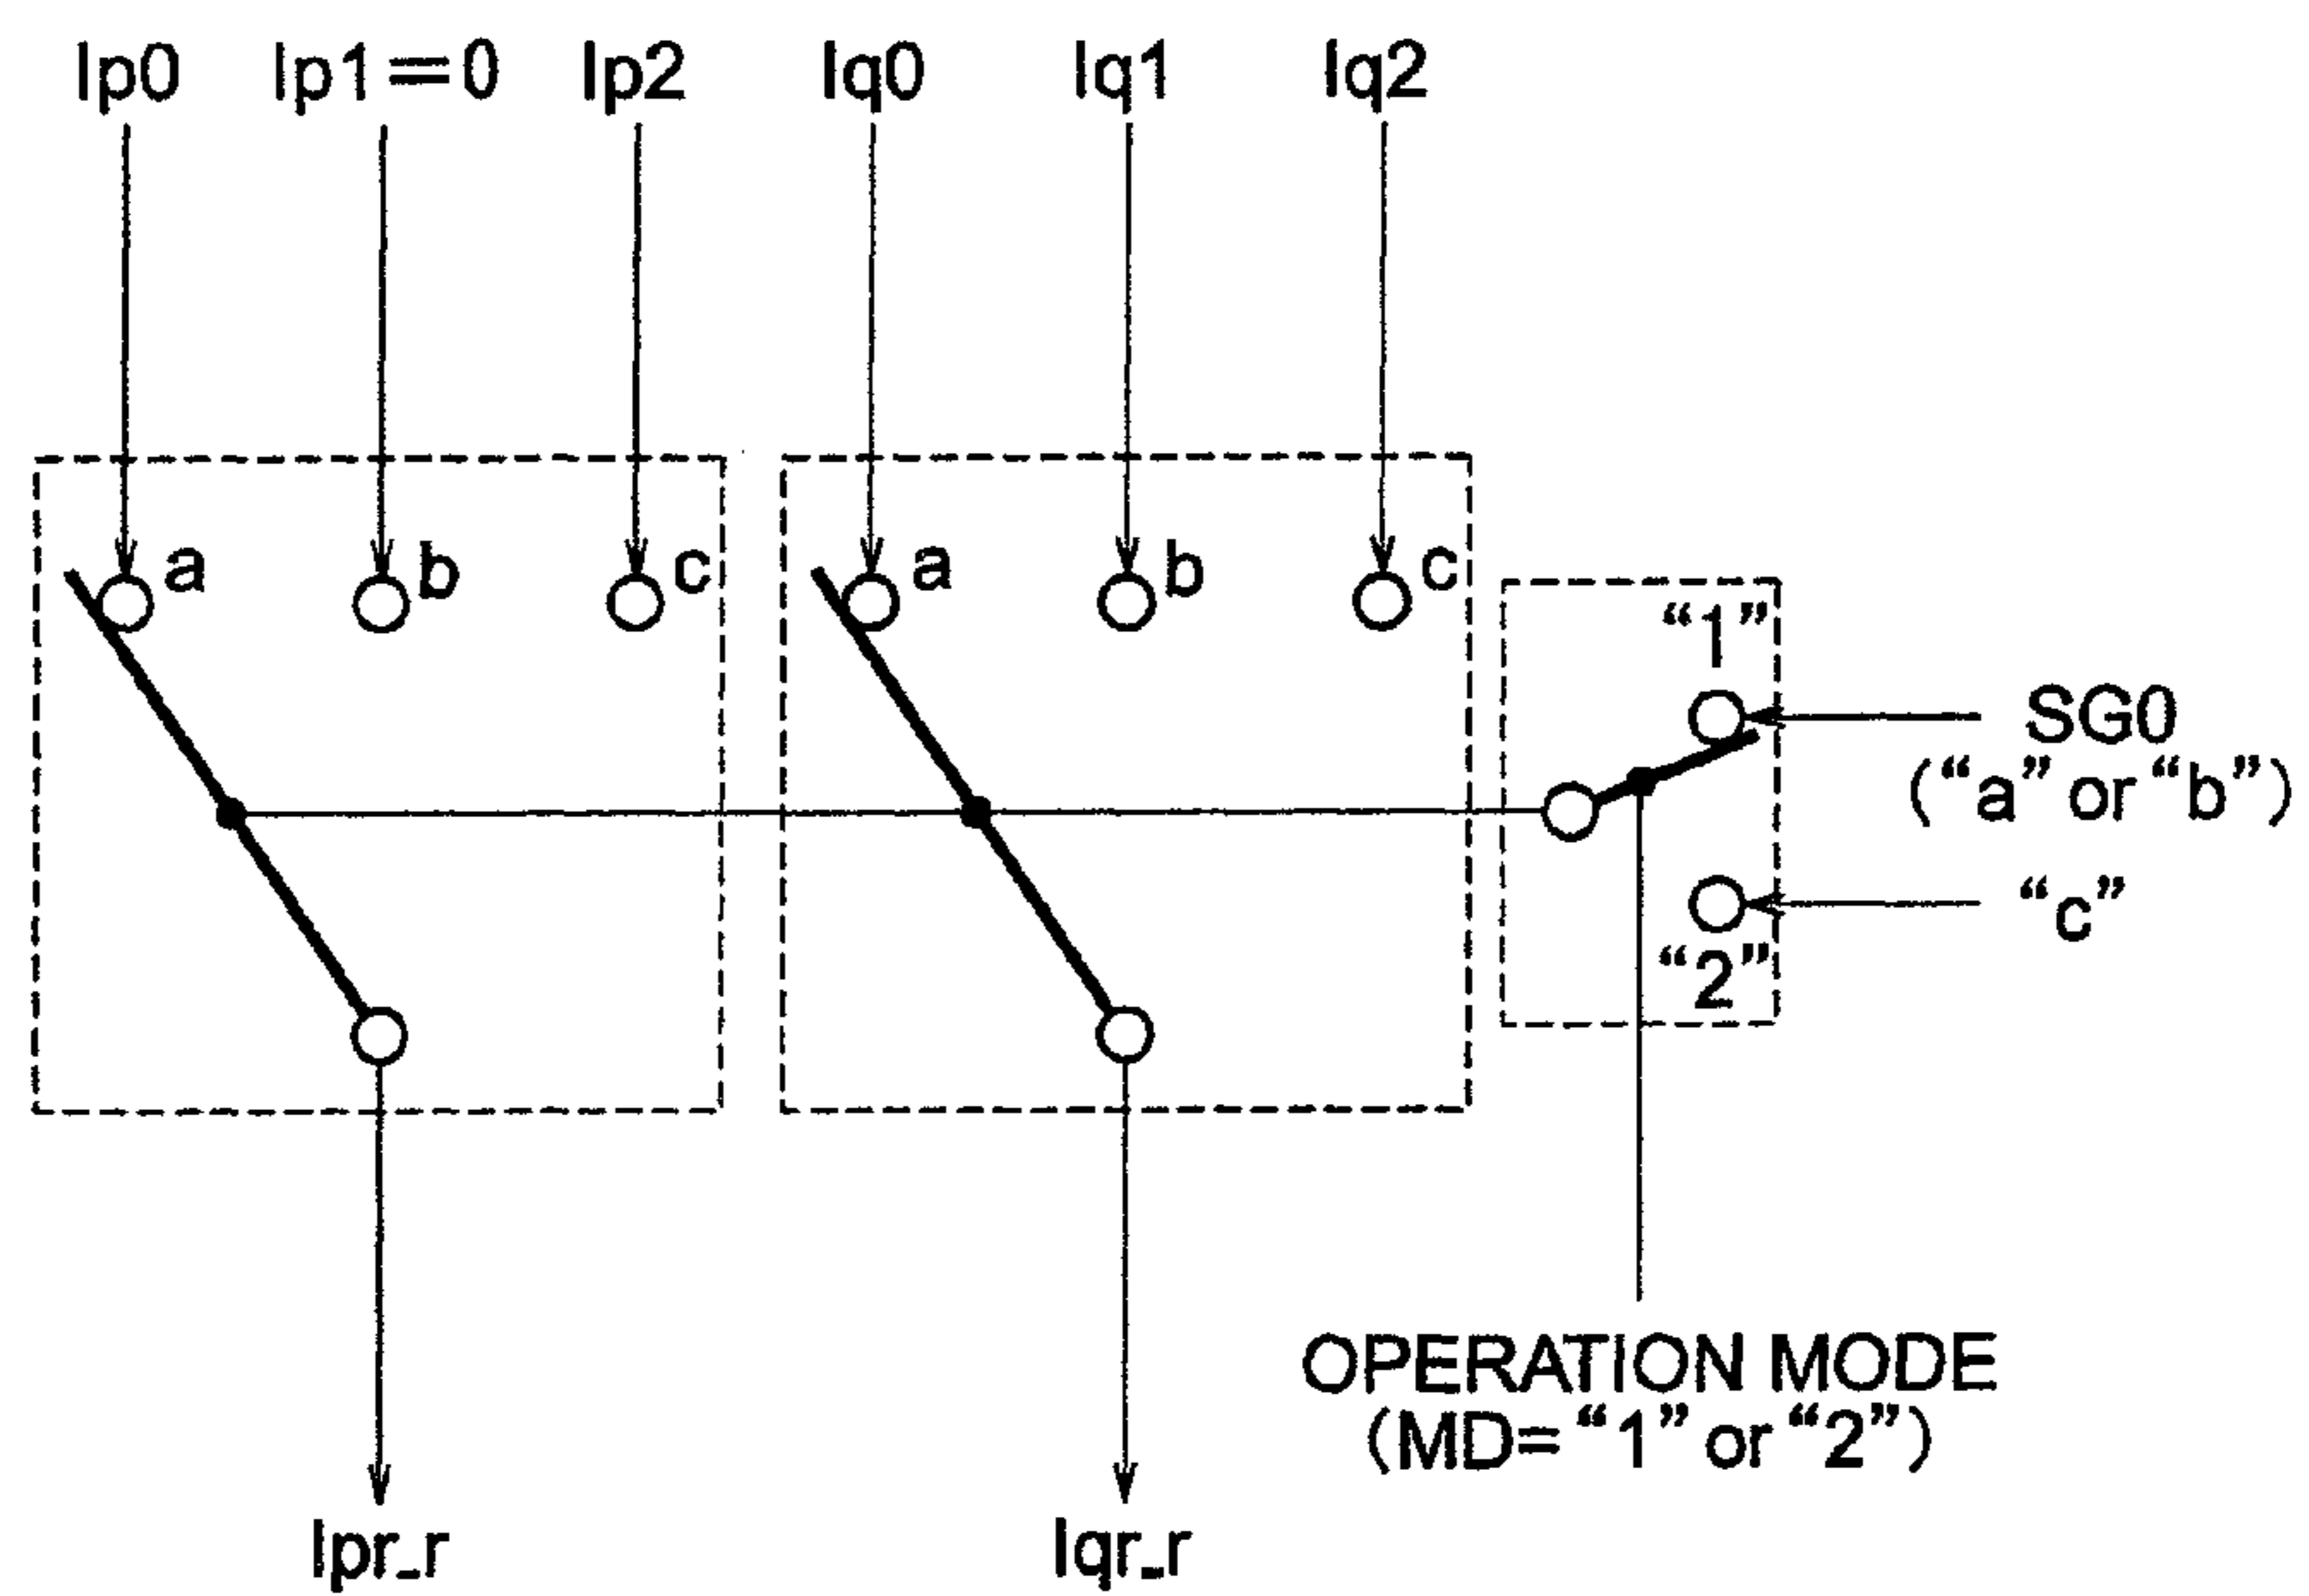 Ip0 Ip1=0 Ip2 Iq0 Iq1 Iq2
a b c a b c
“1”
SG0
(“a” or “b”)
“c”
“2”
OPERATION MODE
(MD= “1” or “2”)
Ipr_r Iqr_r